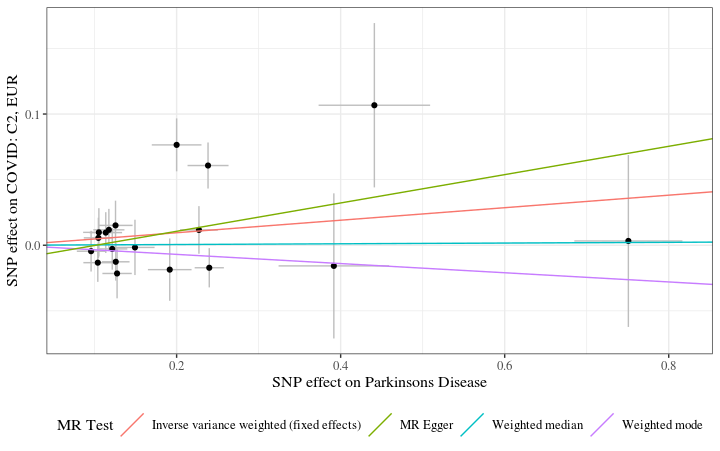 SNP effect on COVID: C2, EUR
0.1
0.0
0.2
0.4
0.6
0.8
SNP effect on Parkinsons Disease
MR Test
Inverse variance weighted (fixed effects)
MR Egger
Weighted median
Weighted mode